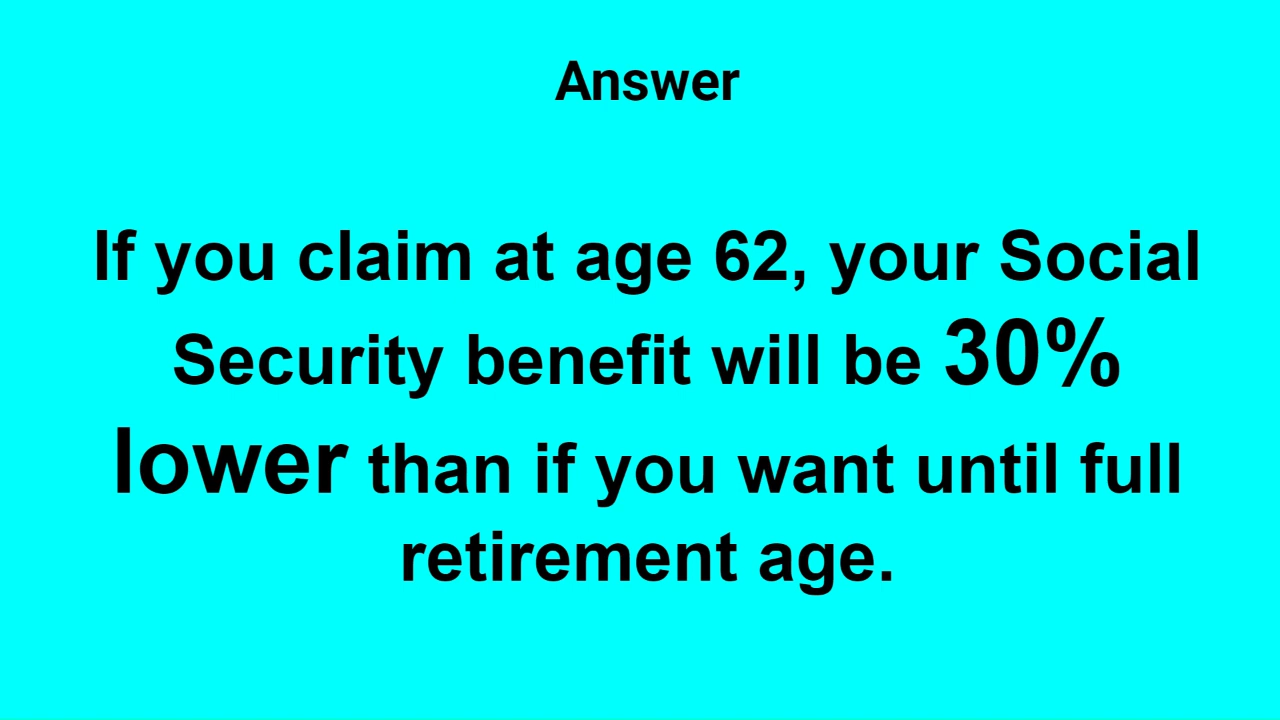 Answer
If you claim at age 62, your Social
Security benefit will be 30%
lower than if you want until full
retirement age.